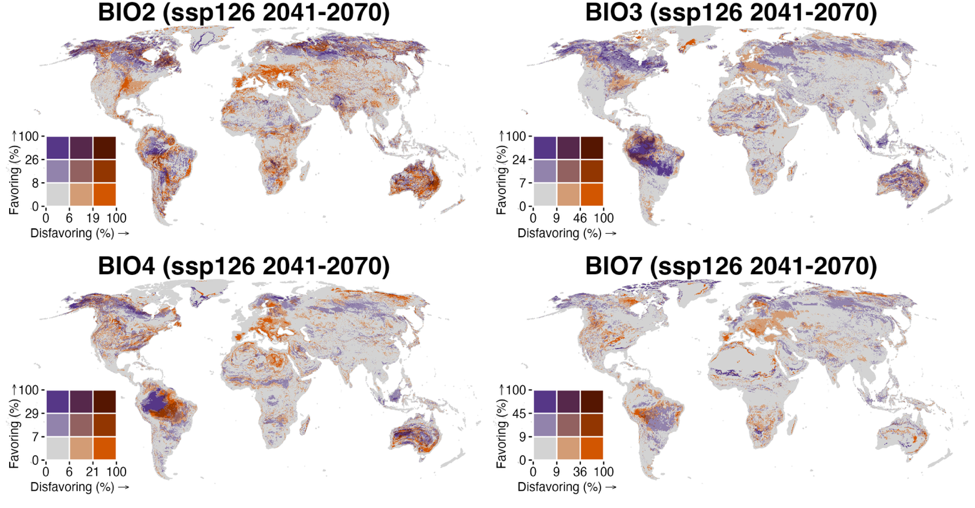 BIO2 (ssp126 2041-2070)
Favoring (%) →
100
26
8
0
0 6 19 100
Disfavoring (%) →
BIO3 (ssp126 2041-2070)
Favoring (%) →
100
24
7
0
0 9 46 100
Disfavoring (%) →
BIO4 (ssp126 2041-2070)
Favoring (%) →
100
29
7
0
0 6 21 100
Disfavoring (%) →
BIO7 (ssp126 2041-2070)
Favoring (%) →
100
45
9
0
0 9 36 100
Disfavoring (%) →